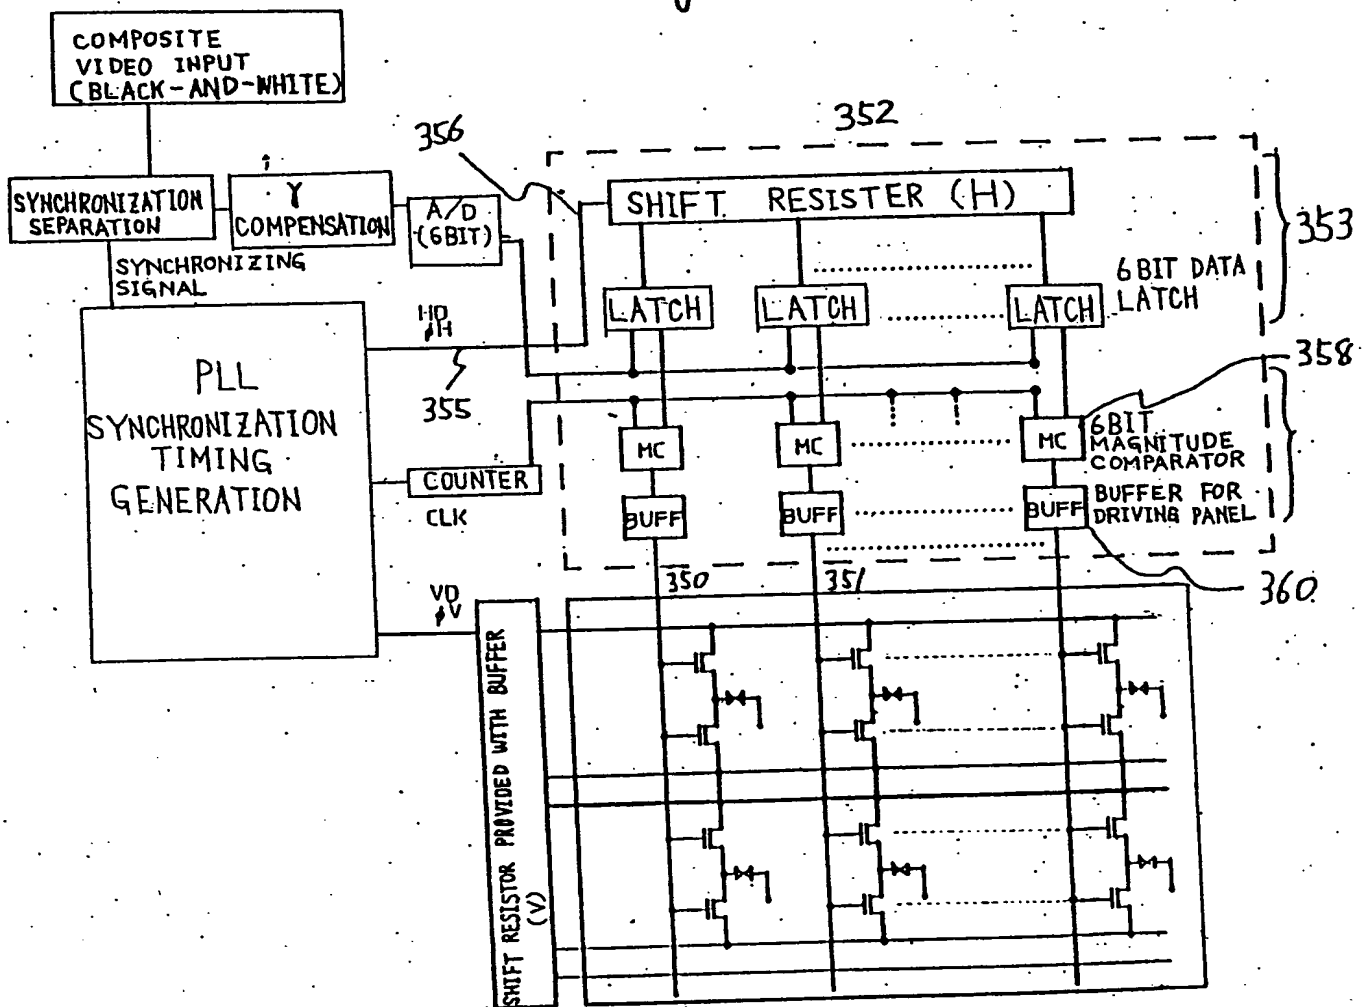 COMPOSITE
VIDEO INPUT
(BLACK-AND-WHITE)
356
352
SYNCHRONIZATION
SEPARATION
γ
COMPENSATION
A/D
(6BIT)
SHIFT RESISTER (H)
353
SYNCHRONIZING
SIGNAL
6BIT DATA
LATCH
LATCH
LATCH
LATCH
HD
φH
355
358
PLL
SYNCHRONIZATION
TIMING
GENERATION
MC
MC
MC
6BIT
MAGNITUDE
COMPARATOR
COUNTER
CLK
BUFF
BUFF
BUFF
BUFFER FOR
DRIVING PANEL
350
351
360
VD
φV
SHIFT RESISTOR PROVIDED WITH BUFFER
(V)